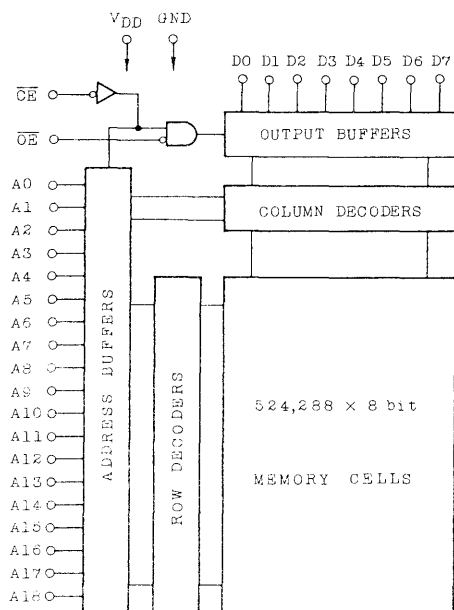 VDD GND
D0 D1 D2 D3 D4 D5 D6 D7
CE
OE
OUTPUT BUFFERS
COLUMN DECODERS
A0
A1
A2
A3
A4
A5
A6
A7
A8
A9
A10
A11
A12
A13
A14
A15
A16
A17
A18
ADDRESS BUFFERS
ROW DECODERS
524,288 × 8 bit
MEMORY CELLS